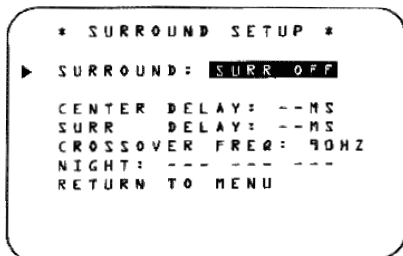 * SURROUND SETUP *
▶ SURROUND: SURR OFF
CENTER DELAY: --MS
SURR DELAY: --MS
CROSSOVER FREQ: 90HZ
NIGHT: --- --- ---
RETURN TO MENU